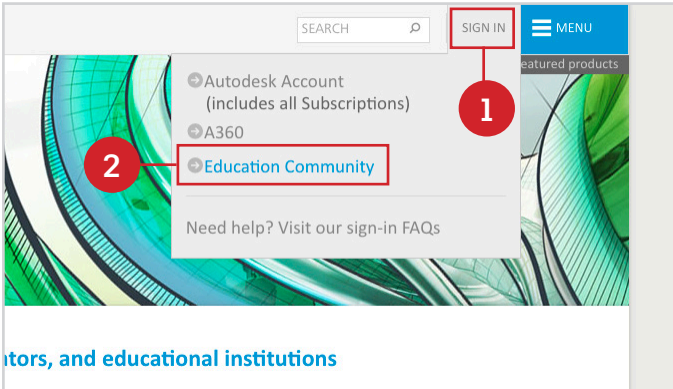 SEARCH
SIGN IN
MENU
eatured products
Autodesk Account
(includes all Subscriptions)
1
A360
2
Education Community
Need help? Visit our sign-in FAQs
tors, and educational institutions